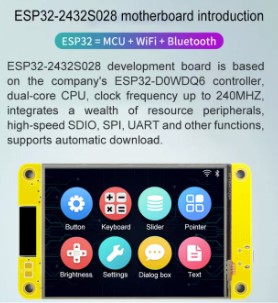 ESP32-2432S028 motherboard introduction
ESP32 = MCU + WiFi + Bluetooth
ESP32-2432S028 development board is based
on the company's ESP32-D0WDQ6 controller,
dual-core CPU, clock frequency up to 240MHZ,
integrates a wealth of resource peripherals,
high-speed SDIO, SPI, UART and other functions,
supports automatic download.
Button Keyboard Slider Pointer
Brightness Settings Dialog box Text